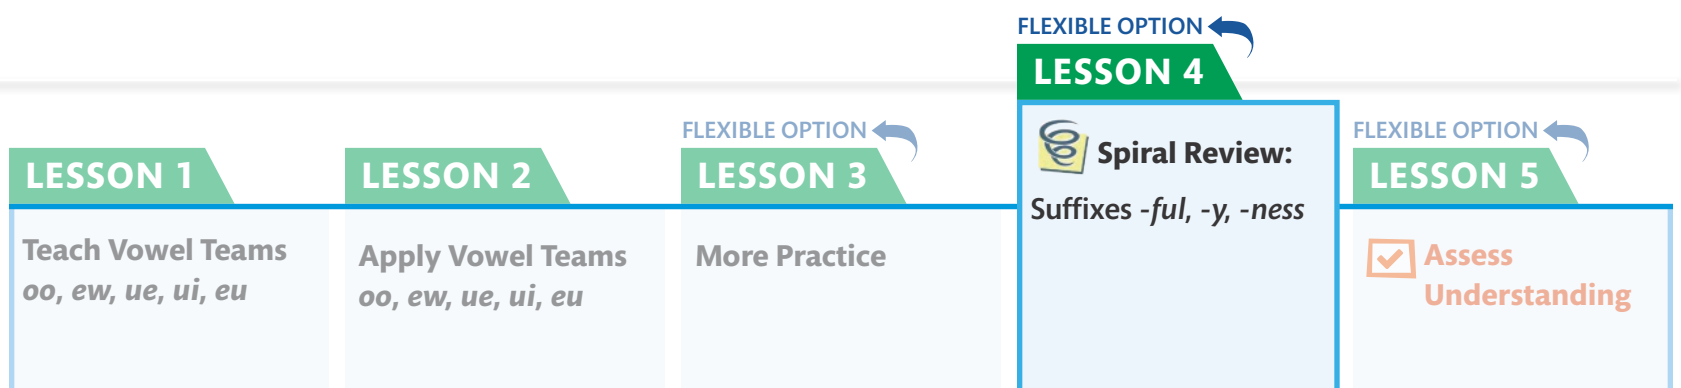 LESSON 1
Teach Vowel Teams
oo, ew, ue, ui, eu
LESSON 2
Apply Vowel Teams
oo, ew, ue, ui, eu
FLEXIBLE OPTION
LESSON 3
More Practice
FLEXIBLE OPTION
LESSON 4
Spiral Review:
Suffixes -ful, -y, -ness
FLEXIBLE OPTION
LESSON 5
Assess
Understanding